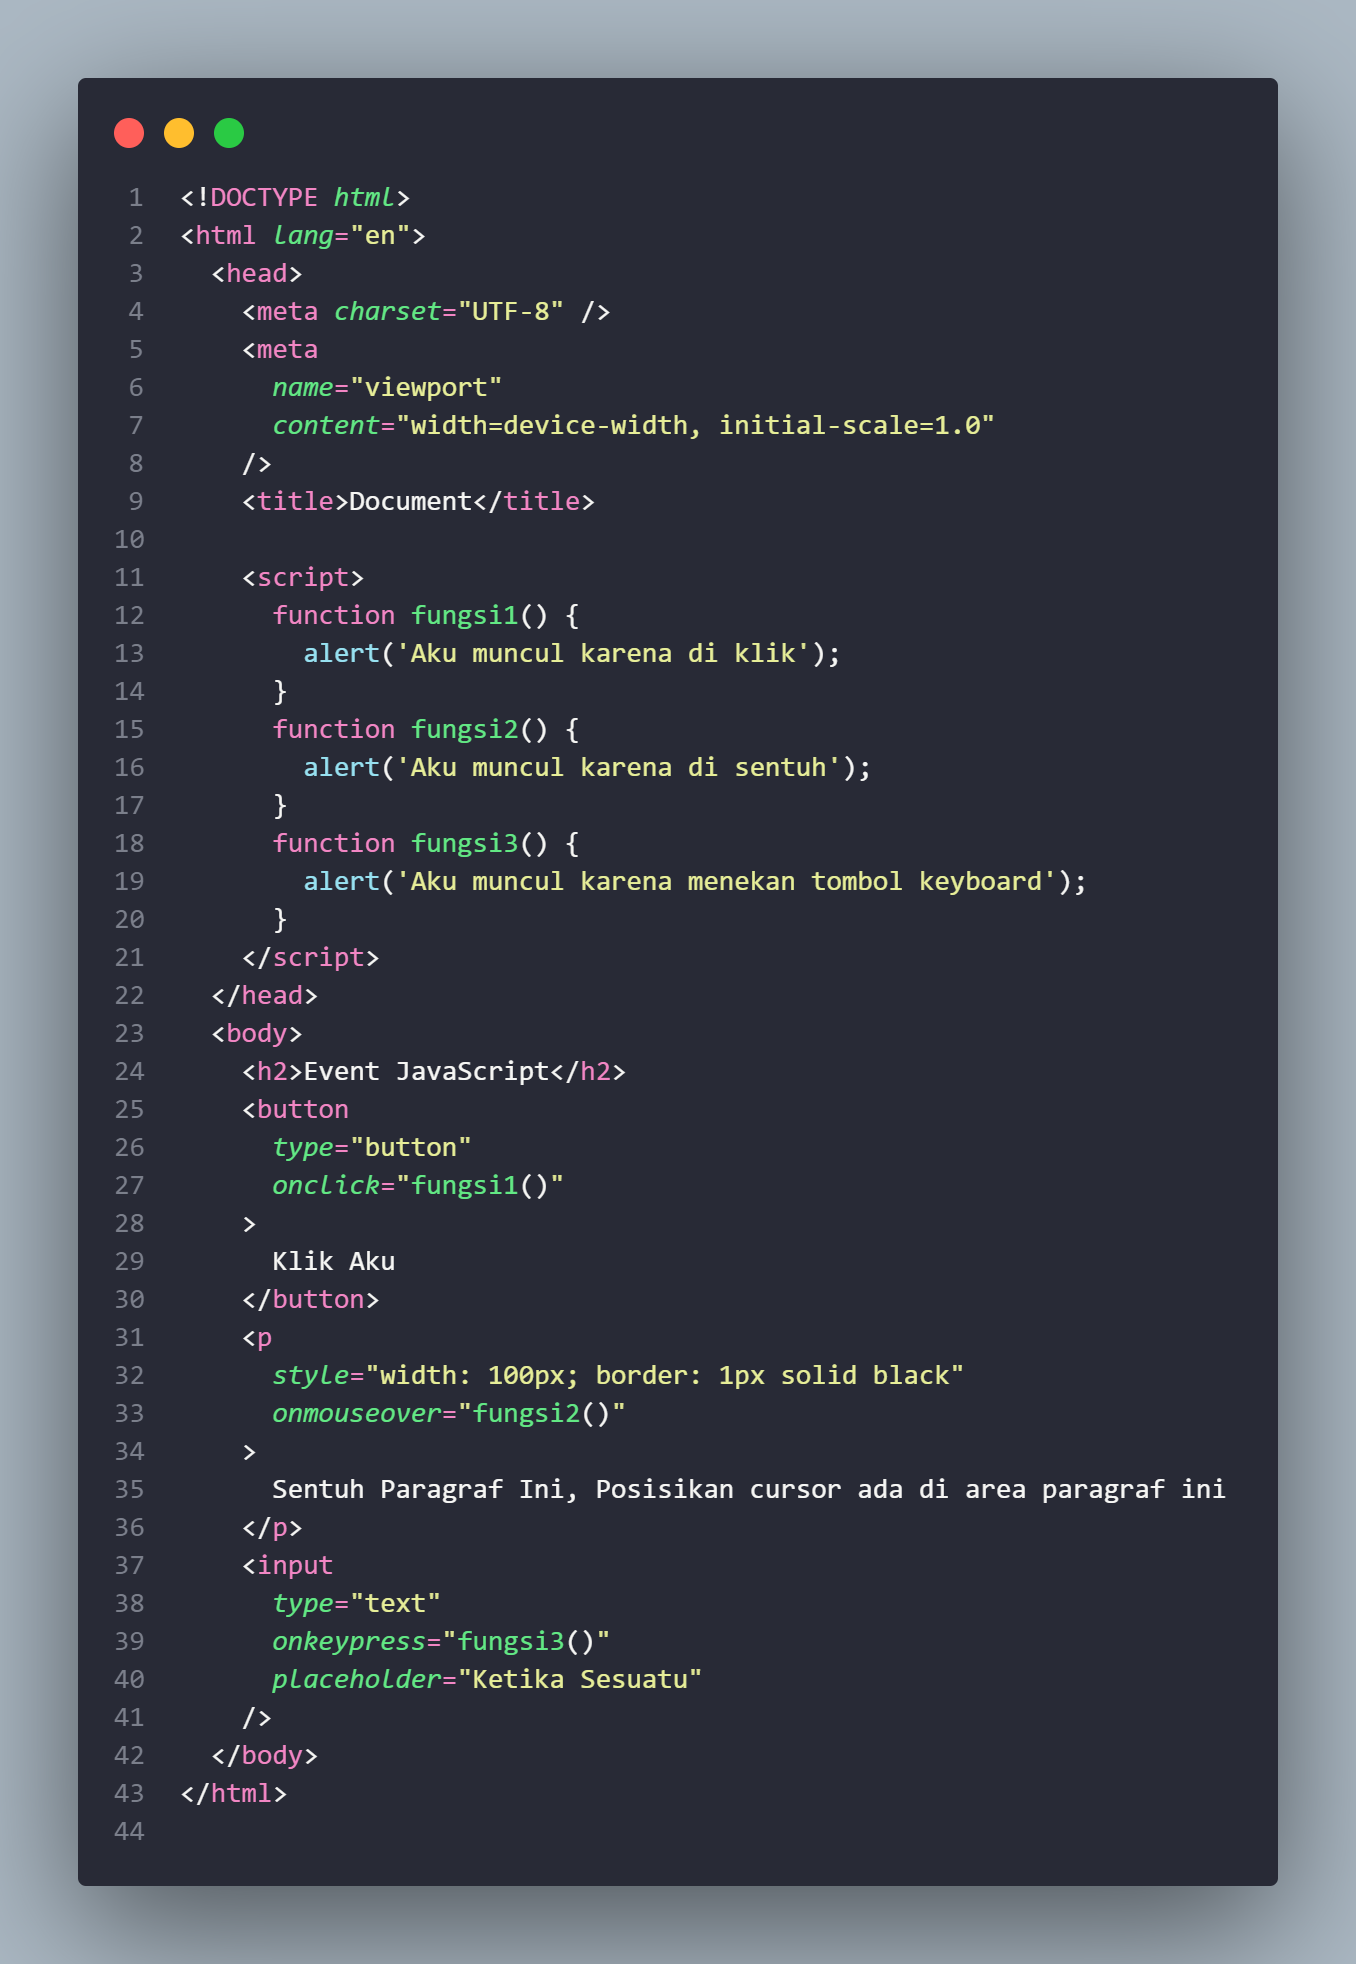 1 <!DOCTYPE html>
2 <html lang="en">
3   <head>
4     <meta charset="UTF-8" />
5     <meta
6       name="viewport"
7       content="width=device-width, initial-scale=1.0"
8     />
9     <title>Document</title>
10
11     <script>
12       function fungsi1() {
13         alert('Aku muncul karena di klik');
14       }
15       function fungsi2() {
16         alert('Aku muncul karena di sentuh');
17       }
18       function fungsi3() {
19         alert('Aku muncul karena menekan tombol keyboard');
20       }
21     </script>
22   </head>
23   <body>
24     <h2>Event JavaScript</h2>
25     <button
26       type="button"
27       onclick="fungsi1()"
28     >
29       Klik Aku
30     </button>
31     <p
32       style="width: 100px; border: 1px solid black"
33       onmouseover="fungsi2()"
34     >
35       Sentuh Paragraf Ini, Posisikan cursor ada di area paragraf ini
36     </p>
37     <input
38       type="text"
39       onkeypress="fungsi3()"
40       placeholder="Ketika Sesuatu"
41     />
42   </body>
43 </html>
44